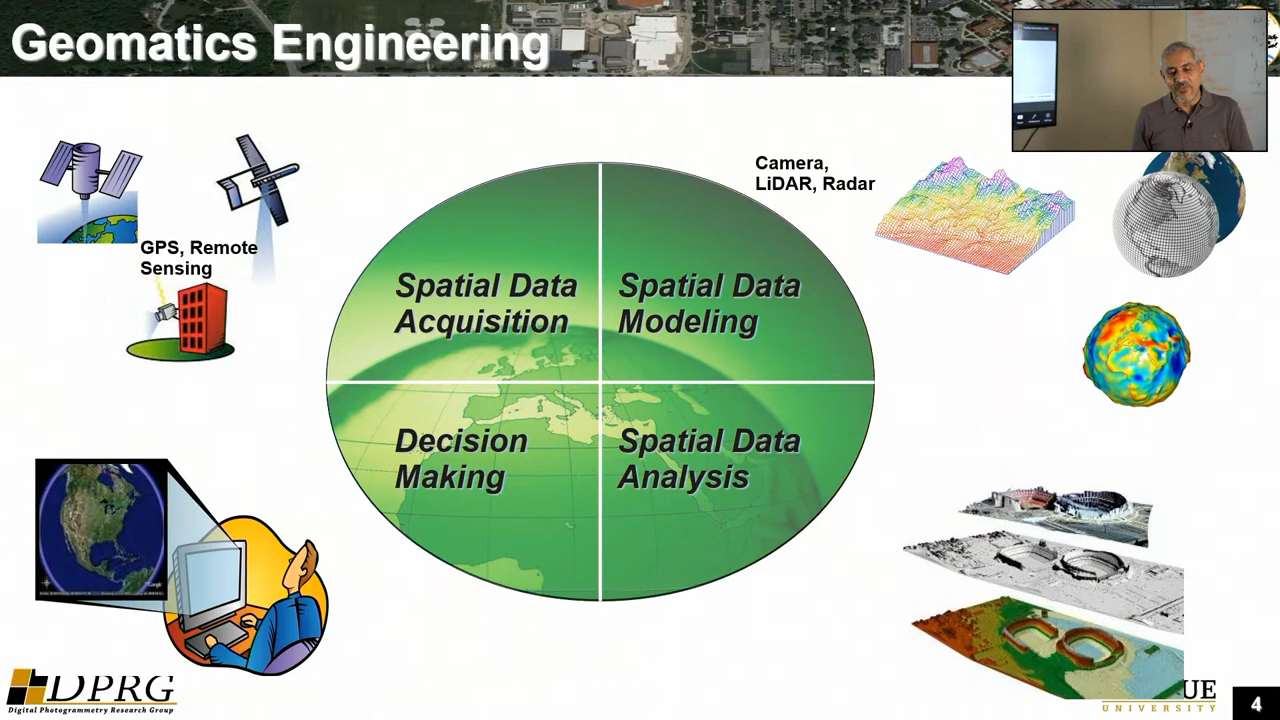 Geomatics Engineering
Camera,
LiDAR, Radar
GPS, Remote
Sensing
Spatial Data
Acquisition
Spatial Data
Modeling
Decision
Making
Spatial Data
Analysis
DPRG
Digital Photogrammetry Research Group
UE
UNIVERSITY
4